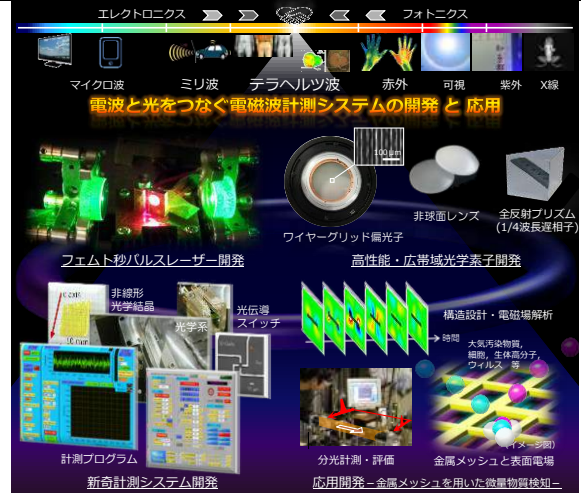 エレクトロニクス
フォトニクス
マイクロ波
ミリ波
テラヘルツ波
赤外
可視
紫外
X線
電波と光をつなぐ電磁波計測システムの開発 と 応用
100 μm
ワイヤーグリッド偏光子
非球面レンズ
全反射プリズム
(1/4波長遅相子)
フェムト秒パルスレーザー開発
高性能・広帯域光学素子開発
非線形
光学結晶
光学系
光伝導
スイッチ
10 mm
計測プログラム
新奇計測システム開発
構造設計・電磁場解析
時間
大気汚染物質,
細胞, 生体高分子,
ウィルス 等
(イメージ図)
分光計測・評価
金属メッシュと表面電場
応用開発－金属メッシュを用いた微量物質検知－